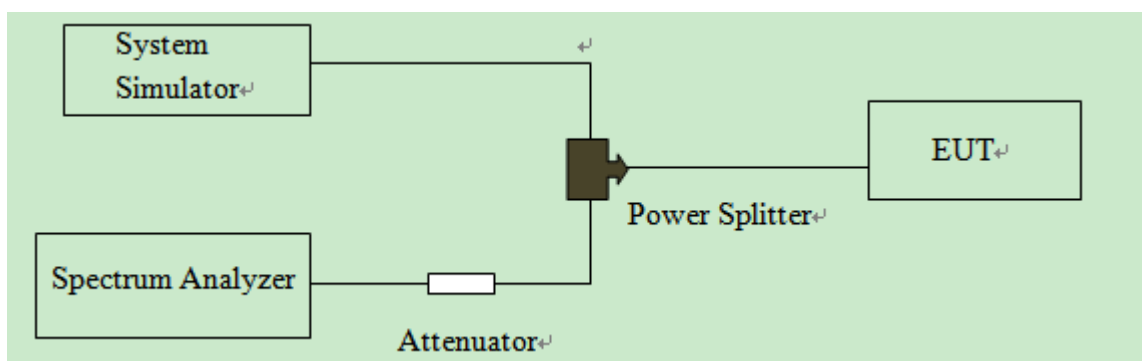 System
Simulator↵
↵
EUT↵
Power Splitter↵
Spectrum Analyzer
Attenuator↵